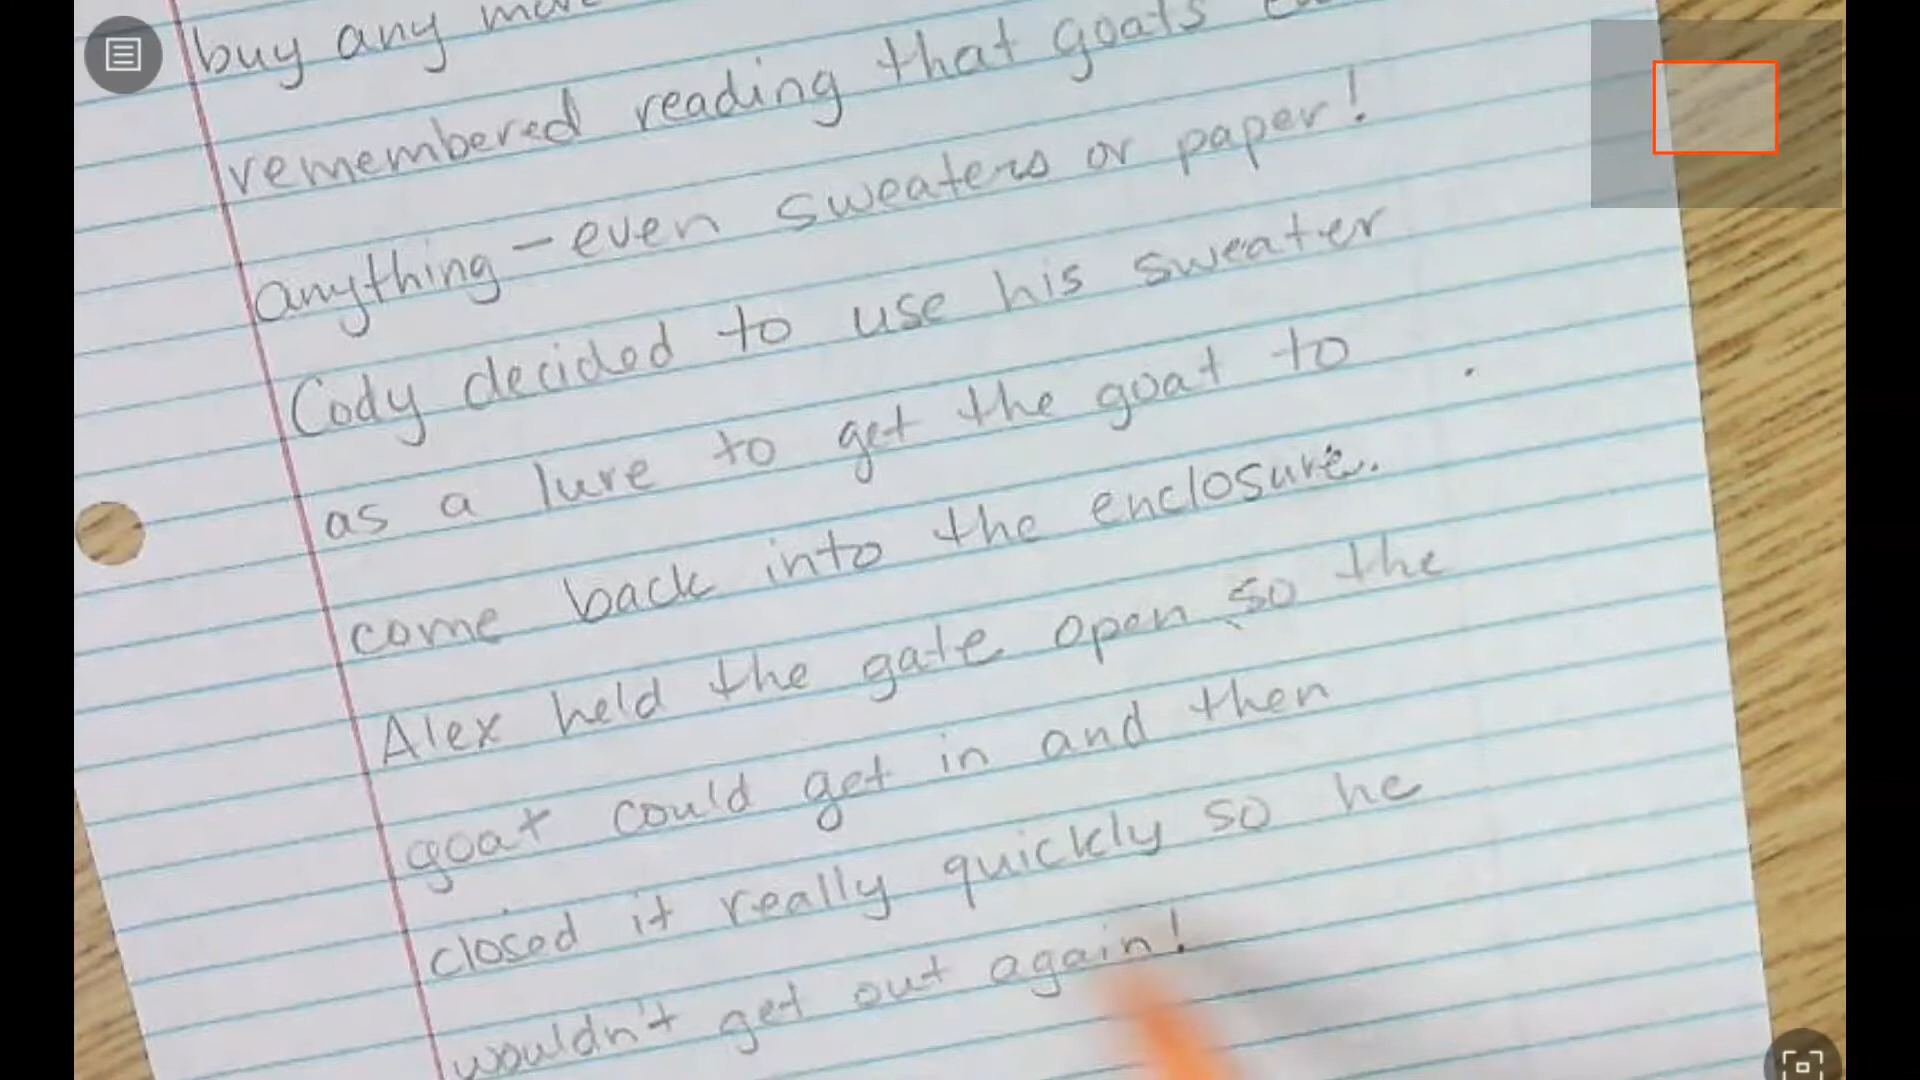 buy any
remembered reading that goats
anything - even sweaters or paper!
Cody decided to use his sweater
as a lure to get the goat to
come back into the enclosure.
Alex held the gate open so the
goat could get in and then
closed it really quickly so he
wouldn't get out again!